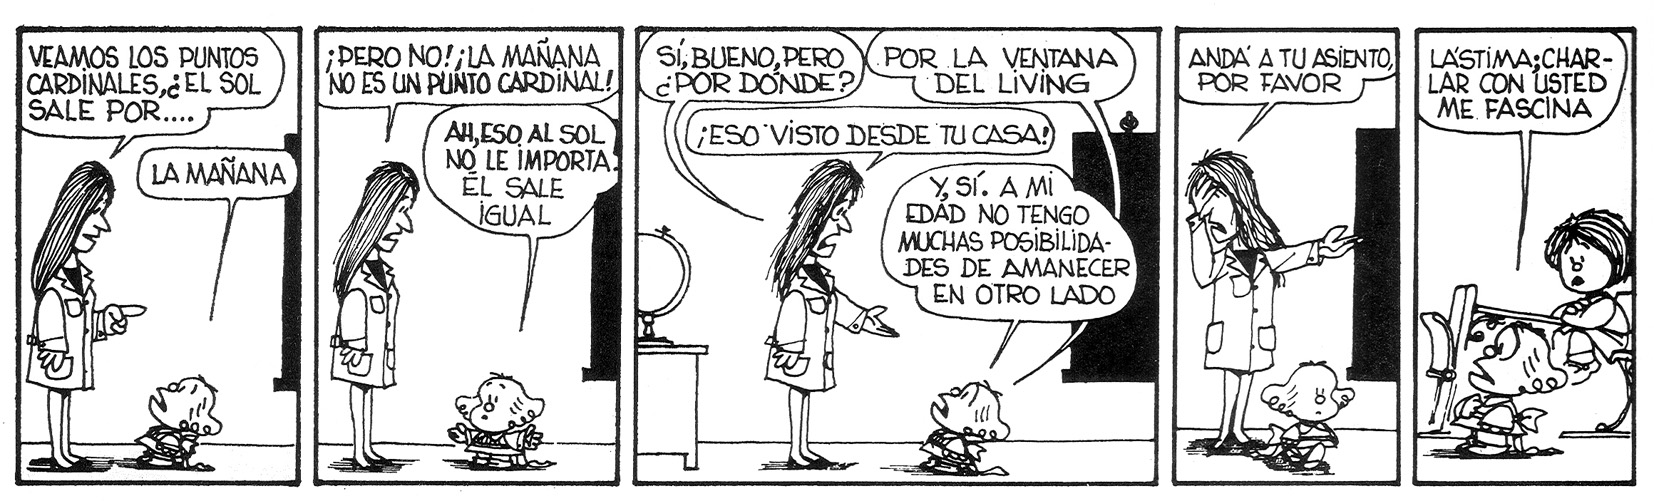 VEAMOS LOS PUNTOS
CARDINALES,¿EL SOL
SALE POR....
LA MAÑANA
¡PERO NO!¡LA MAÑANA
NO ES UN PUNTO CARDINAL!
AH, ESO AL SOL
NO LE IMPORTA.
ÉL SALE
IGUAL
SÍ, BUENO, PERO
¿POR DÓNDE?
POR LA VENTANA
DEL LIVING
¡ESO VISTO DESDE TU CASA!
Y, SÍ. A MI
EDAD NO TENGO
MUCHAS POSIBILIDA-
DES DE AMANECER
EN OTRO LADO
ANDÁ A TU ASIENTO,
POR FAVOR
LÁSTIMA; CHAR-
LAR CON USTED
ME FASCINA